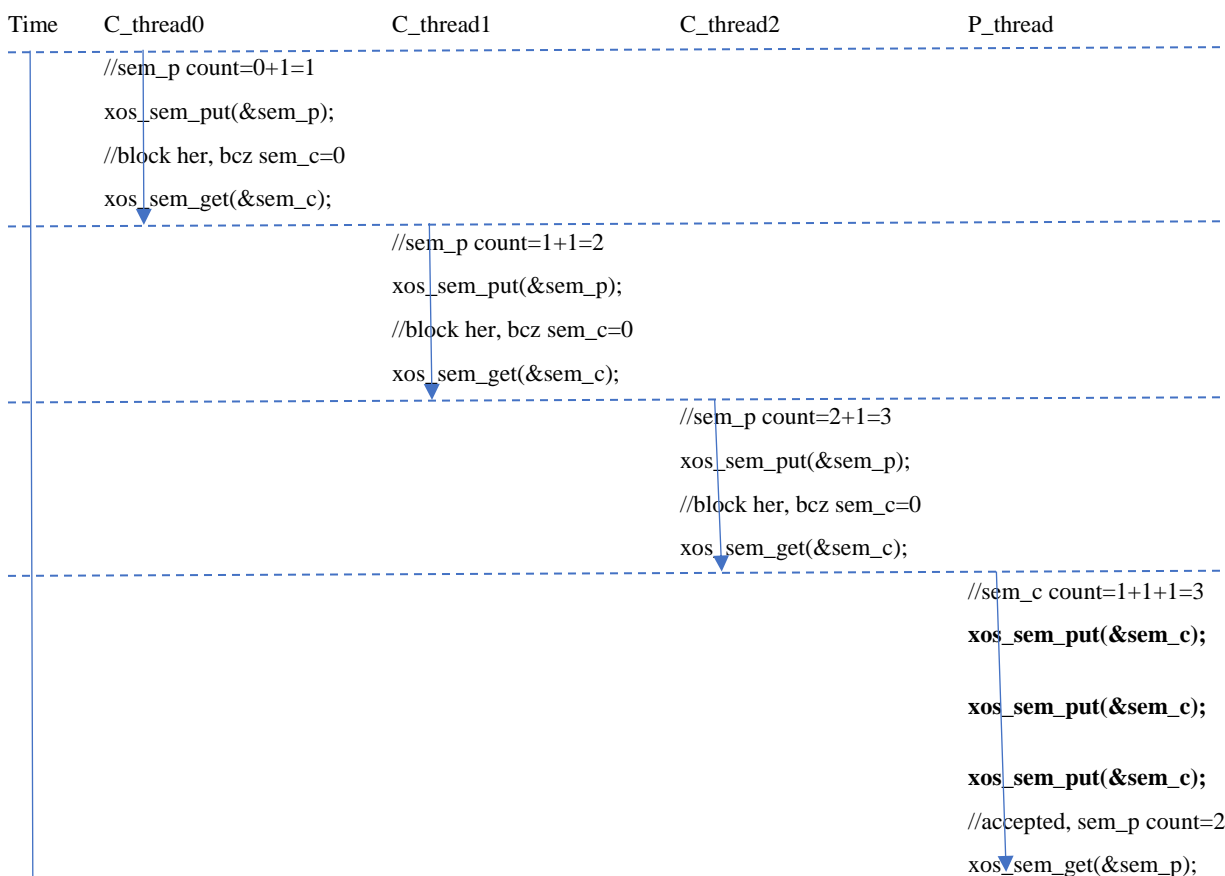 Time C_thread0 C_thread1 C_thread2 P_thread
//sem_p count=0+1=1
xos_sem_put(&sem_p);
//block her, bcz sem_c=0
xos_sem_get(&sem_c);
//sem_p count=1+1=2
xos_sem_put(&sem_p);
//block her, bcz sem_c=0
xos_sem_get(&sem_c);
//sem_p count=2+1=3
xos_sem_put(&sem_p);
//block her, bcz sem_c=0
xos_sem_get(&sem_c);
//sem_c count=1+1+1=3
xos_sem_put(&sem_c);
xos_sem_put(&sem_c);
xos_sem_put(&sem_c);
//accepted, sem_p count=2
xos_sem_get(&sem_p);